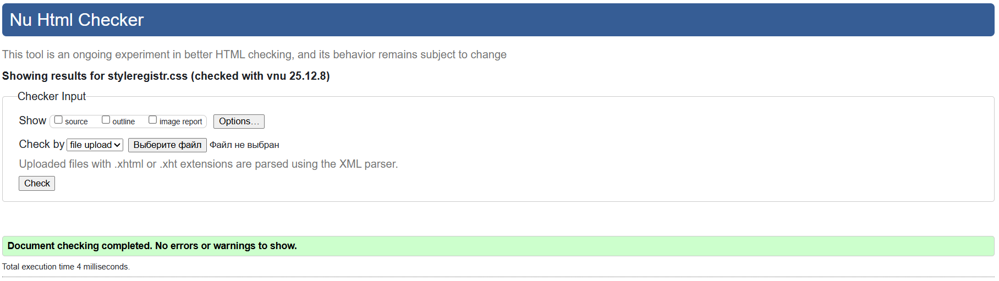 Nu Html Checker
This tool is an ongoing experiment in better HTML checking, and its behavior remains subject to change
Showing results for styleregistr.css (checked with vnu 25.12.8)
Checker Input
Show source outline image report Options...
Check by file upload Выберите файл Файл не выбран
Uploaded files with .xhtml or .xht extensions are parsed using the XML parser.
Check
Document checking completed. No errors or warnings to show.
Total execution time 4 milliseconds.